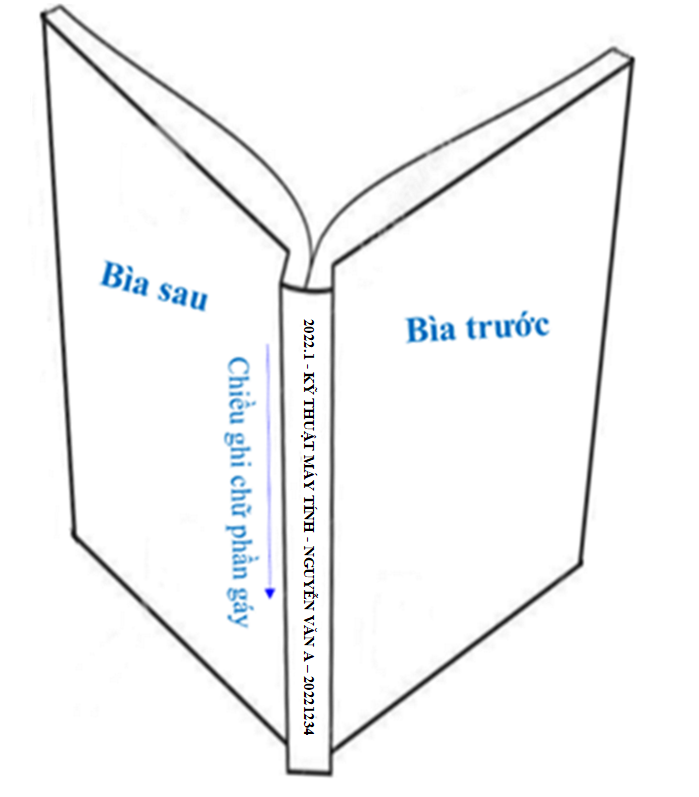 Bìa sau
Chiều ghi chữ phần gáy
2022.1 - KỸ THUẬT MÁY TÍNH - NGUYỄN VĂN A – 20221234
Bìa trước